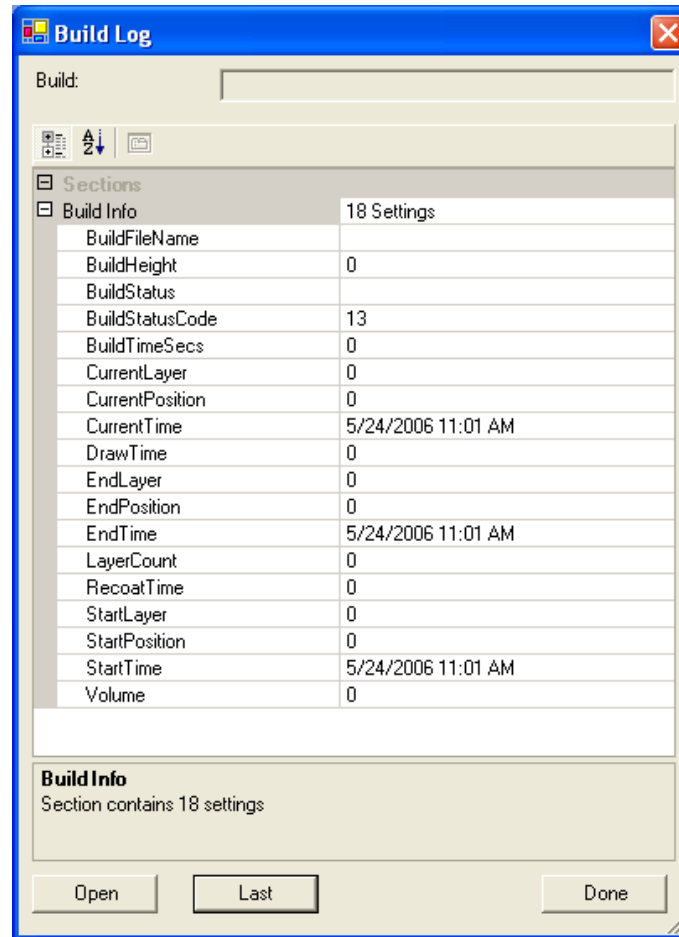 Build Log
Build:
Sections
Build Info 18 Settings
BuildFileName
BuildHeight 0
BuildStatus
BuildStatusCode 13
BuildTimeSecs 0
CurrentLayer 0
CurrentPosition 0
CurrentTime 5/24/2006 11:01 AM
DrawTime 0
EndLayer 0
EndPosition 0
EndTime 5/24/2006 11:01 AM
LayerCount 0
RecoatTime 0
StartLayer 0
StartPosition 0
StartTime 5/24/2006 11:01 AM
Volume 0
Build Info
Section contains 18 settings
Open Last Done